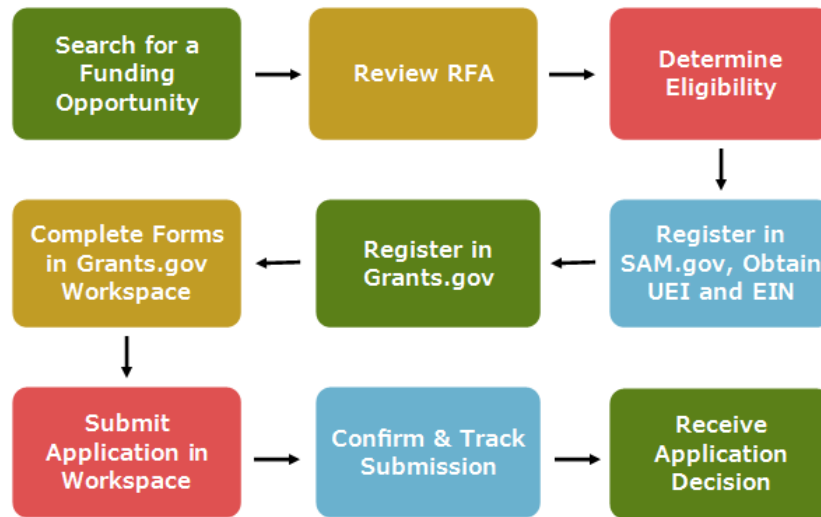 Search for a
Funding
Opportunity
Review RFA
Determine
Eligibility
Register in
SAM.gov, Obtain
UEI and EIN
Register in
Grants.gov
Complete Forms
in Grants.gov
Workspace
Submit
Application in
Workspace
Confirm & Track
Submission
Receive
Application
Decision